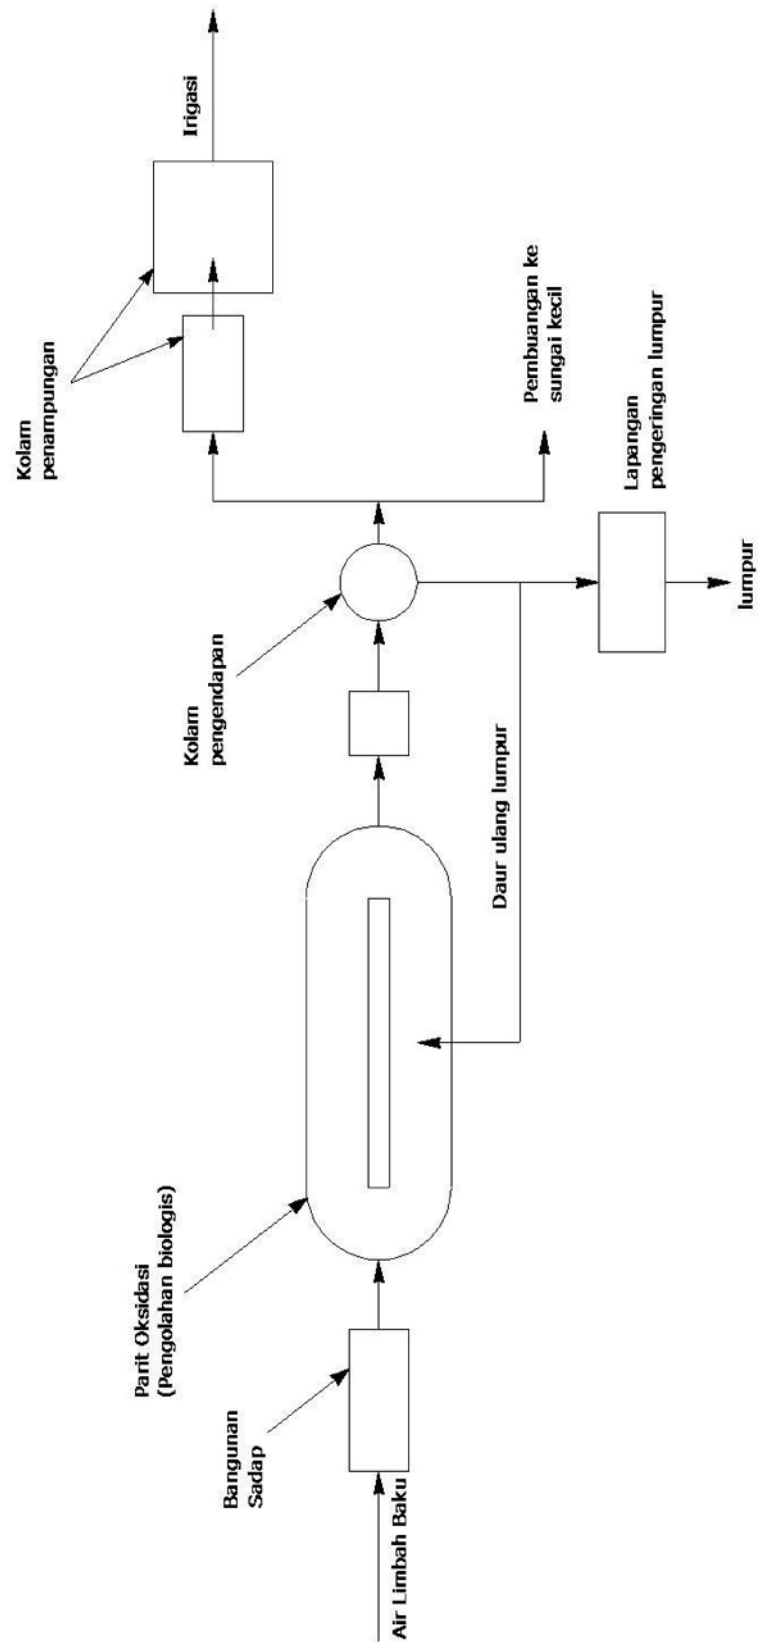 Air Limbah Baku
Bangunan
Sadap
Parit Oksidasi
(Pengolahan biologis)
Daur ulang lumpur
Kolam
pengendapan
Kolam
penampungan
Irigasi
Pembuangan ke
sungai kecil
Lapangan
pengeringan lumpur
lumpur